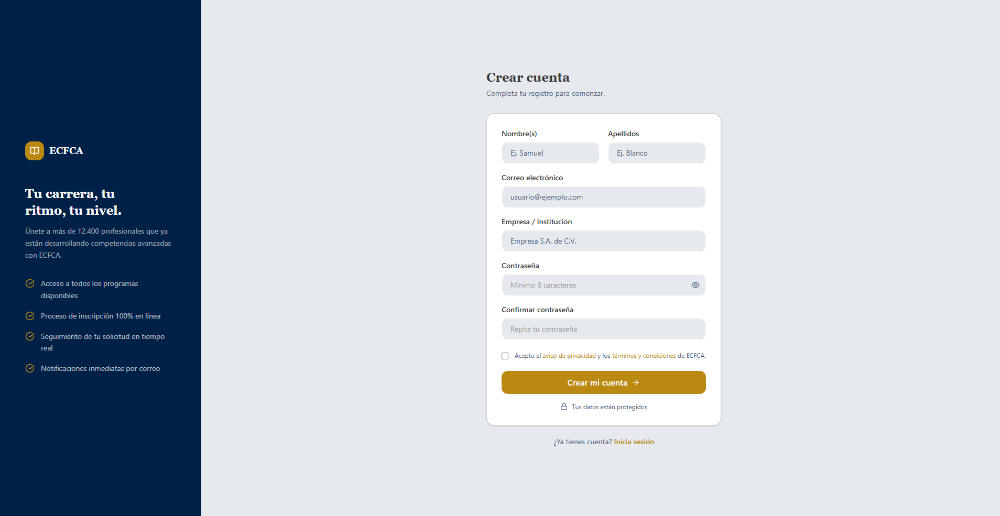 ECFCA
Tu carrera, tu
ritmo, tu nivel.
Únete a más de 12,400 profesionales que ya
están desarrollando competencias avanzadas
con ECFCA.
Acceso a todos los programas
disponibles
Proceso de inscripción 100% en línea
Seguimiento de tu solicitud en tiempo
real
Notificaciones inmediatas por correo
Crear cuenta
Completa tu registro para comenzar.
Nombre(s)
Ej. Samuel
Apellidos
Ej. Blanco
Correo electrónico
usuario@ejemplo.com
Empresa / Institución
Empresa S.A. de C.V.
Contraseña
Mínimo 8 caracteres
Confirmar contraseña
Repite tu contraseña
Acepto el aviso de privacidad y los términos y condiciones de ECFCA.
Crear mi cuenta →
Tus datos están protegidos
¿Ya tienes cuenta? Inicia sesión